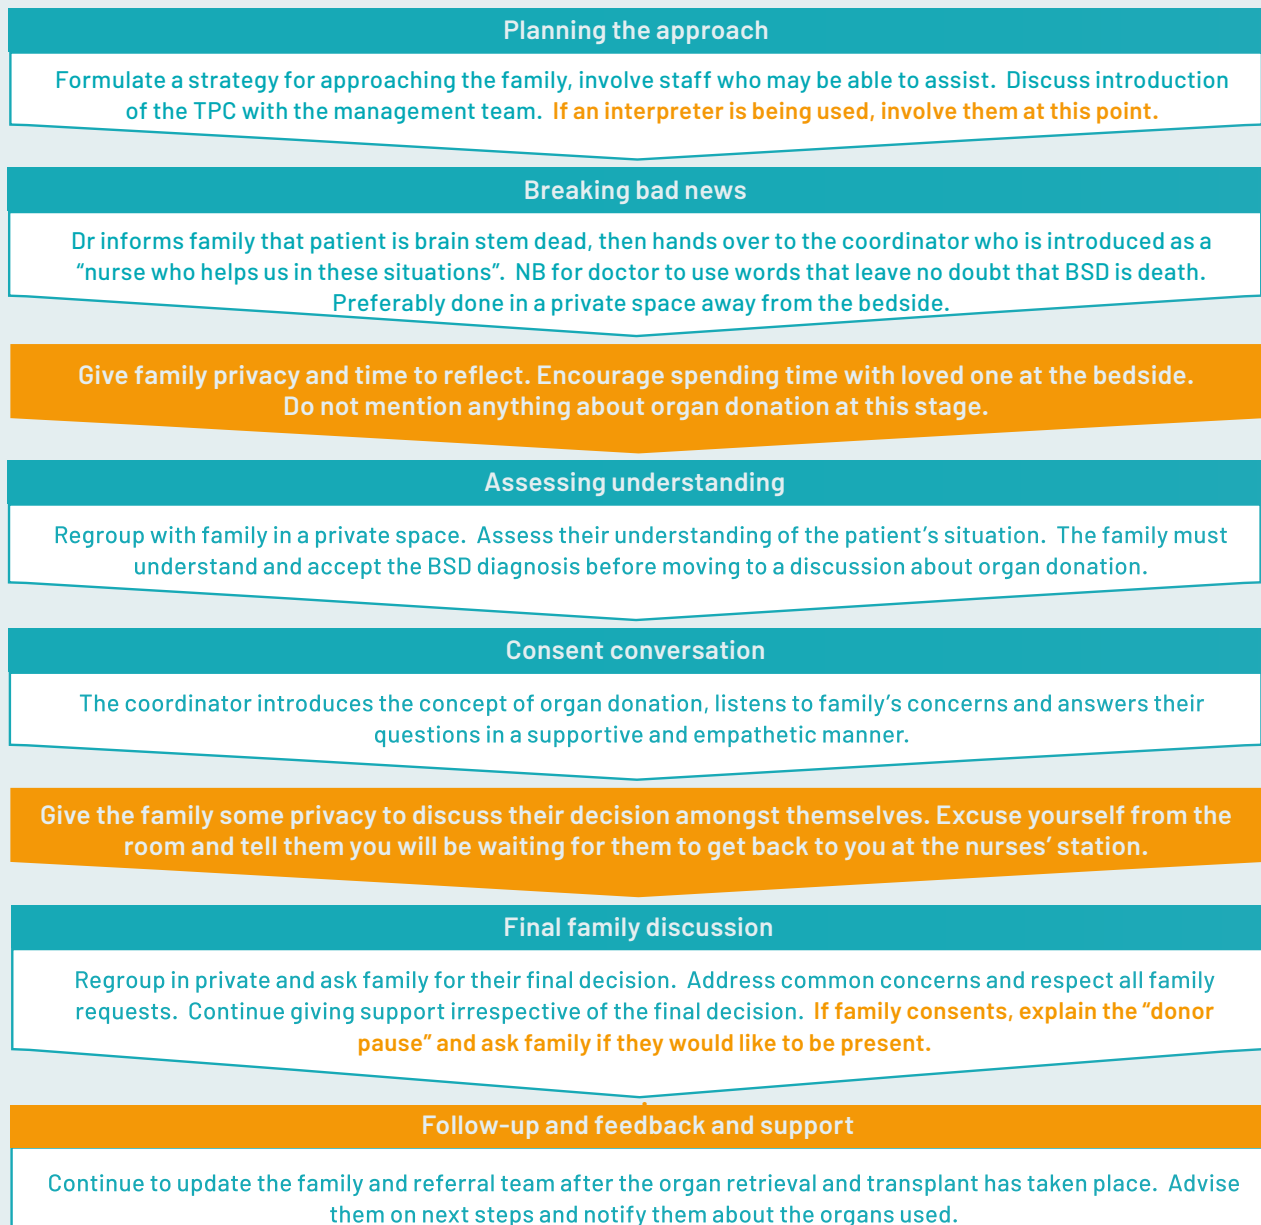 Planning the approach
Formulate a strategy for approaching the family, involve staff who may be able to assist.  Discuss introduction
of the TPC with the management team.  If an interpreter is being used, involve them at this point.
Breaking bad news
Dr informs family that patient is brain stem dead, then hands over to the coordinator who is introduced as a
“nurse who helps us in these situations”.  NB for doctor to use words that leave no doubt that BSD is death.
Preferably done in a private space away from the bedside.
Give family privacy and time to reflect. Encourage spending time with loved one at the bedside.
Do not mention anything about organ donation at this stage.
Assessing understanding
Regroup with family in a private space.  Assess their understanding of the patient’s situation.  The family must
understand and accept the BSD diagnosis before moving to a discussion about organ donation.
Consent conversation
The coordinator introduces the concept of organ donation, listens to family’s concerns and answers their
questions in a supportive and empathetic manner.
Give the family some privacy to discuss their decision amongst themselves. Excuse yourself from the
room and tell them you will be waiting for them to get back to you at the nurses’ station.
Final family discussion
Regroup in private and ask family for their final decision.  Address common concerns and respect all family
requests.  Continue giving support irrespective of the final decision.  If family consents, explain the “donor
pause” and ask family if they would like to be present.
Follow-up and feedback and support
Continue to update the family and referral team after the organ retrieval and transplant has taken place.  Advise
them on next steps and notify them about the organs used.